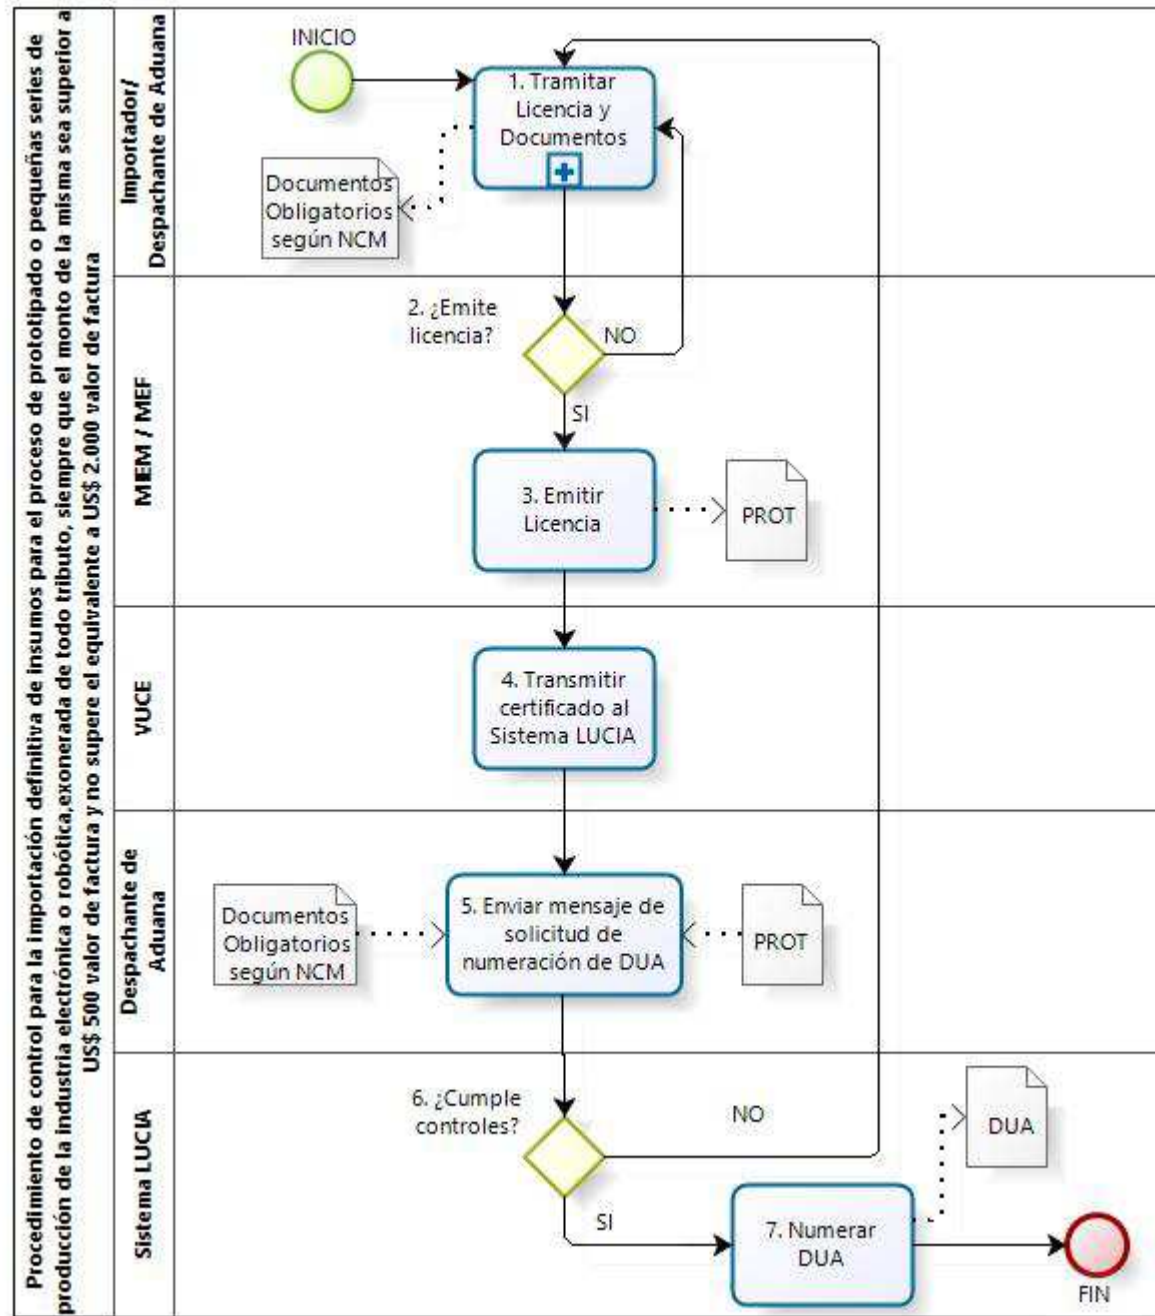 Procedimiento de control para la importación definitiva de insumos para el proceso de prototipado o pequeñas series de
producción de la industria electrónica o robótica,exonerada de todo tributo, siempre que el monto de la misma sea superior a
US$ 500 valor de factura y no supere el equivalente a US$ 2.000 valor de factura
Importador/
Despachante de Aduana
INICIO
1. Tramitar
Licencia y
Documentos
Documentos
Obligatorios
según NCM
MIEM / MEF
2. ¿Emite
licencia?
NO
SI
3. Emitir
Licencia
PROT
VUCE
4. Transmitir
certificado al
Sistema LUCIA
Despachante de
Aduana
Documentos
Obligatorios
según NCM
5. Enviar mensaje de
solicitud de
numeración de DUA
PROT
Sistema LUCIA
6. ¿Cumple
controles?
NO
DUA
SI
7. Numerar
DUA
FIN